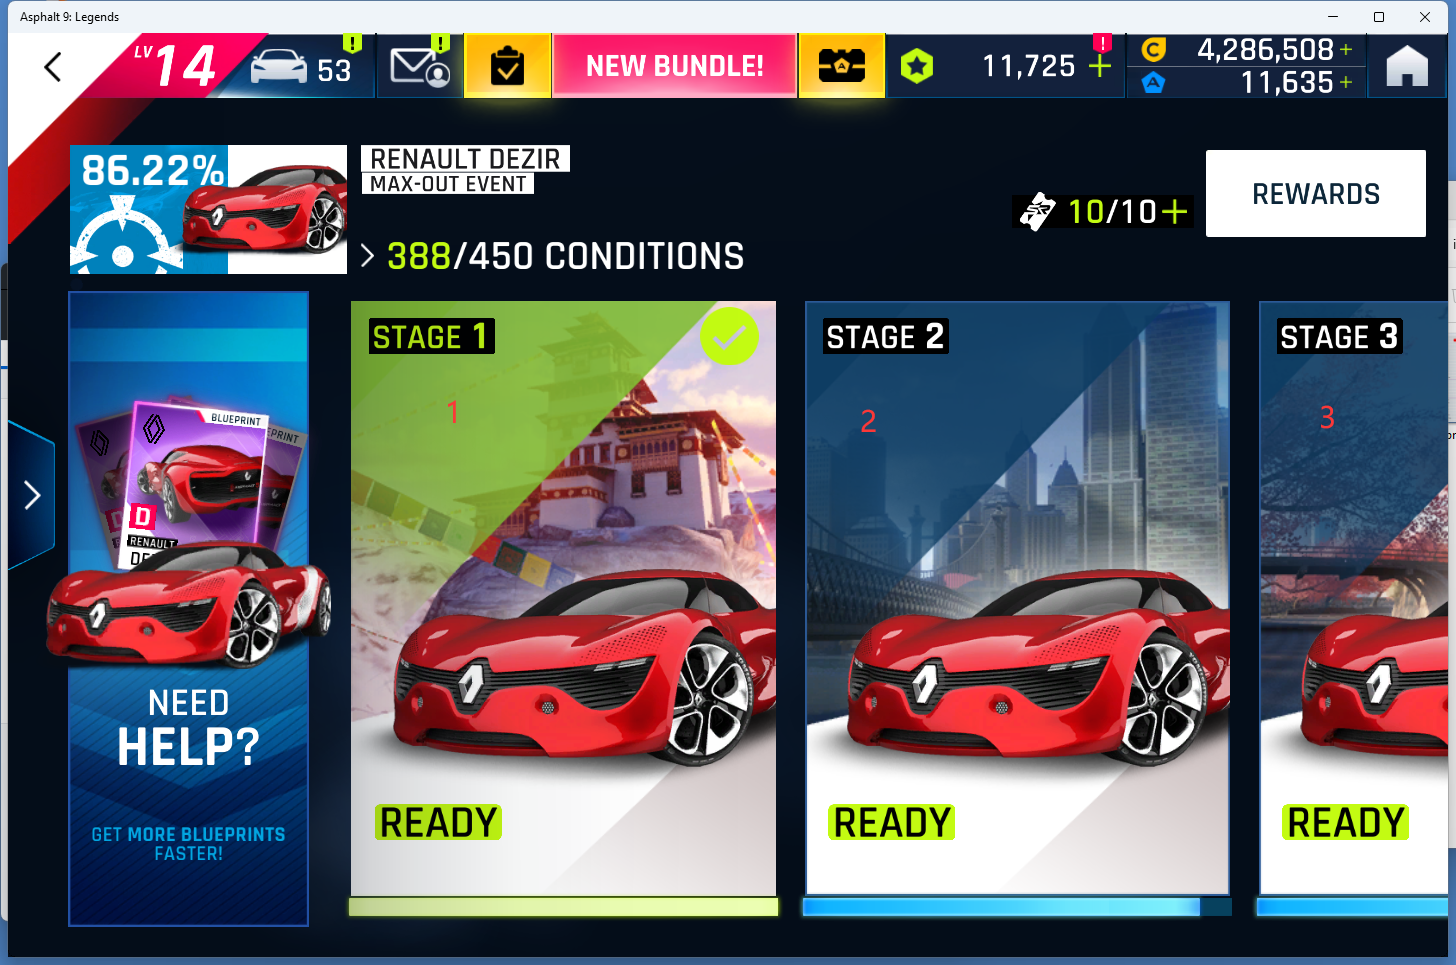 Asphalt 9: Legends
LV 14
!
53
!
NEW BUNDLE!
11,725 +
!
4,286,508 +
11,635 +
86.22%
RENAULT DEZIR
MAX-OUT EVENT
10/10+
REWARDS
> 388/450 CONDITIONS
STAGE 1
STAGE 2
STAGE 3
1
2
3
BLUEPRINT
D
RENAULT
NEED
HELP?
GET MORE BLUEPRINTS
FASTER!
READY
READY
READY